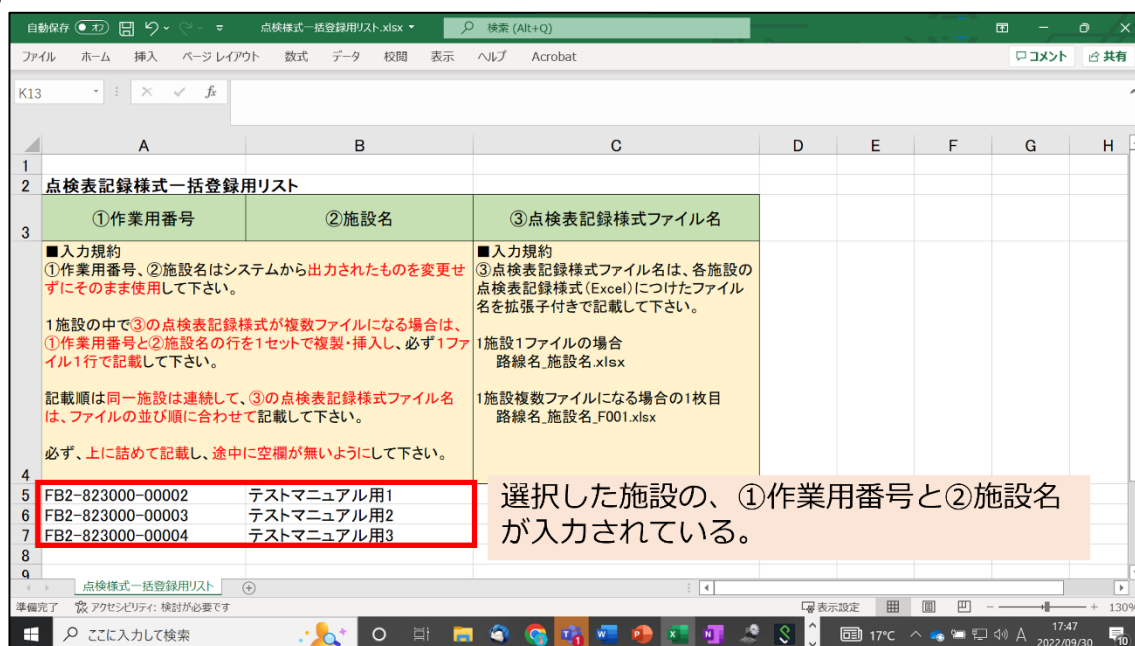 自動保存 オフ 点検様式一括登録用リスト.xlsx 検索 (Alt+Q)
ファイル ホーム 挿入 ページ レイアウト 数式 データ 校閲 表示 ヘルプ Acrobat コメント 共有
K13 fx
A B C D E F G H
1
2 点検表記録様式一括登録用リスト
3 ①作業用番号 ②施設名 ③点検表記録様式ファイル名
■入力規約
①作業用番号、②施設名はシステムから出力されたものを変更せ
ずにそのまま使用して下さい。
1施設の中で③の点検表記録様式が複数ファイルになる場合は、
①作業用番号と②施設名の行を1セットで複製・挿入し、必ず1ファ
イル1行で記載して下さい。
記載順は同一施設は連続して、③の点検表記録様式ファイル名
は、ファイルの並び順に合わせて記載して下さい。
必ず、上に詰めて記載し、途中に空欄が無いようにして下さい。
■入力規約
③点検表記録様式ファイル名は、各施設の
点検表記録様式(Excel)につけたファイル
名を拡張子付きで記載して下さい。
1施設1ファイルの場合
路線名_施設名.xlsx
1施設複数ファイルになる場合の1枚目
路線名_施設名_F001.xlsx
4
5 FB2-823000-00002 テストマニュアル用1
6 FB2-823000-00003 テストマニュアル用2
7 FB2-823000-00004 テストマニュアル用3
8
9
選択した施設の、①作業用番号と②施設名
が入力されている。
点検様式一括登録用リスト
準備完了 アクセシビリティ: 検討が必要です 表示設定 130%
ここに入力して検索 17°C A 17:47
2022/09/30 10